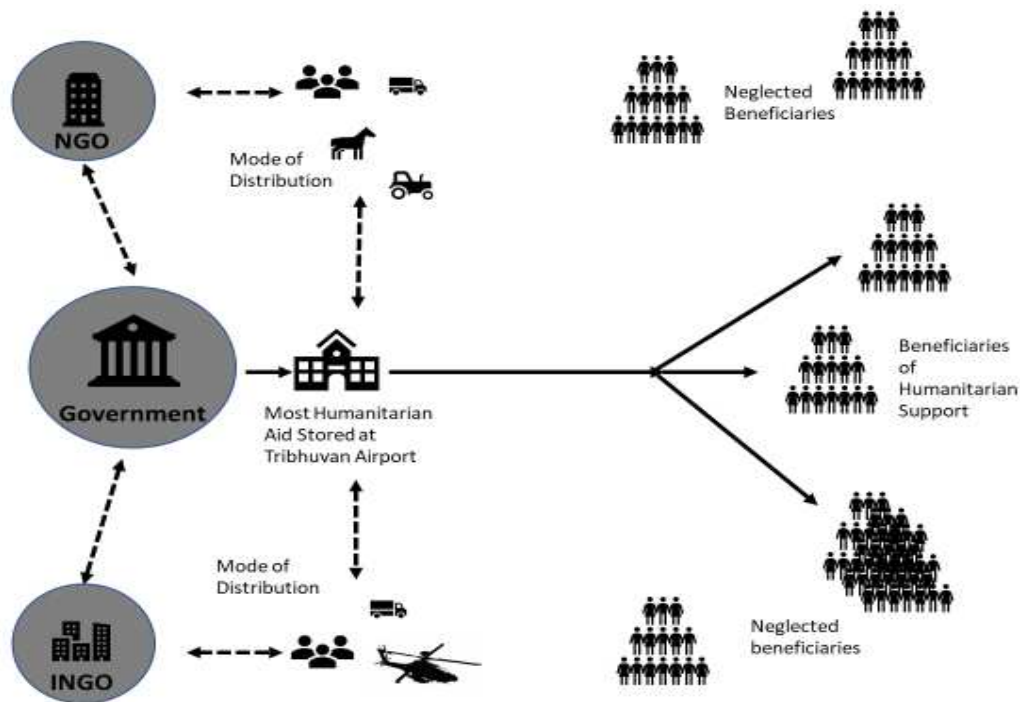 NGO
Mode of
Distribution
Neglected
Beneficiaries
Government
Most Humanitarian
Aid Stored at
Tribhuvan Airport
Beneficiaries
of
Humanitarian
Support
Mode of
Distribution
INGO
Neglected
beneficiaries